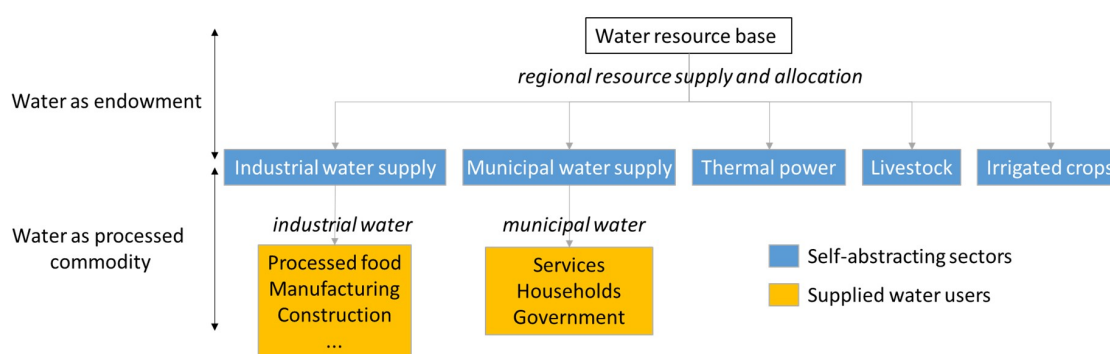 Water resource base
regional resource supply and allocation
Water as endowment
Industrial water supply
Municipal water supply
Thermal power
Livestock
Irrigated crops
industrial water
municipal water
Water as processed
commodity
Processed food
Manufacturing
Construction
...
Services
Households
Government
Self-abstracting sectors
Supplied water users